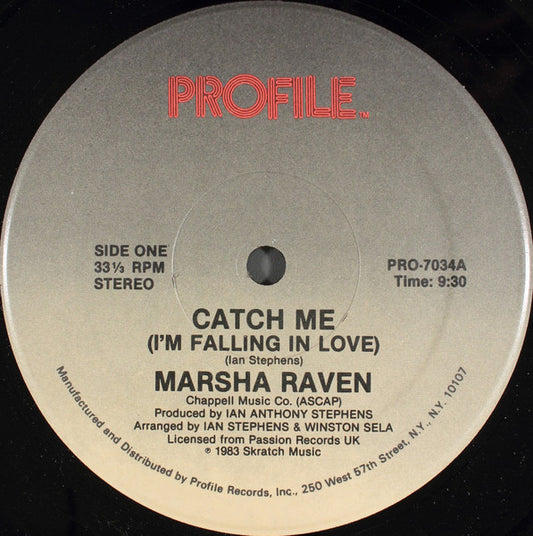 PROFILE™
SIDE ONE
33⅓ RPM
STEREO
PRO-7034A
Time: 9:30
CATCH ME
(I'M FALLING IN LOVE)
(Ian Stephens)
MARSHA RAVEN
Chappell Music Co. (ASCAP)
Produced by IAN ANTHONY STEPHENS
Arranged by IAN STEPHENS & WINSTON SELA
Licensed from Passion Records UK
℗ 1983 Skratch Music
Manufactured and Distributed by Profile Records, Inc., 250 West 57th Street, N.Y., N.Y. 10107